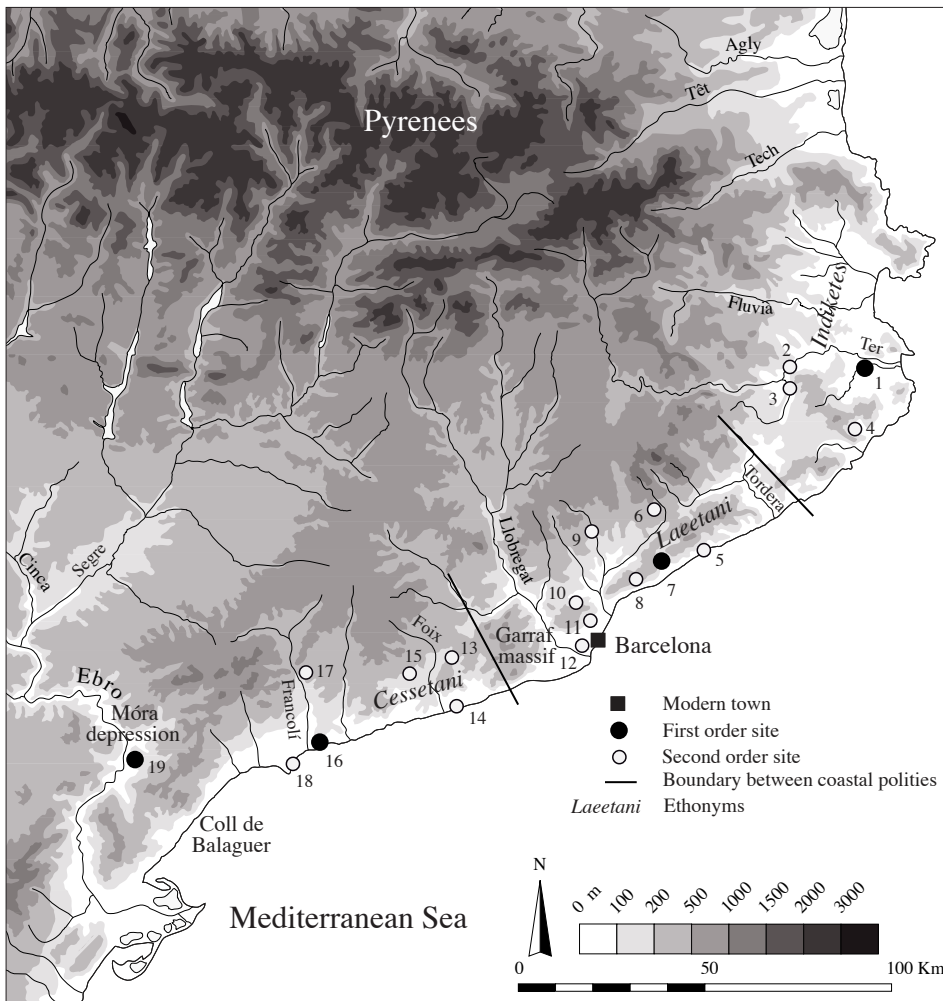 Agly
Têt
Pyrenees
Tech
Indiketes
Fluvià
Ter
2
1
3
4
Tordera
6
Laeetani
9
5
Llobregat
Cinca
Segre
7
8
10
11
Garraf
massif
12
Barcelona
Foix
13
15
17
Cessetani
Francolí
14
Ebro
Móra
depression
19
16
18
Modern town
First order site
Second order site
Boundary between coastal polities
Laeetani Ethonyms
Coll de
Balaguer
Mediterranean Sea
N
0 m 100 200 500 1000 1500 2000 3000
0 50 100 Km